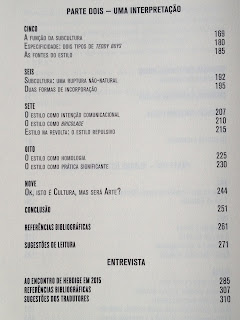 PARTE DOIS – UMA INTERPRETAÇÃO
CINCO
A FUNÇÃO DA SUBCULTURA 169
ESPECIFICIDADE: DOIS TIPOS DE TEDDY BOYS 180
AS FONTES DO ESTILO 185
SEIS
SUBCULTURA: UMA RUPTURA NÃO-NATURAL 192
DUAS FORMAS DE INCORPORAÇÃO 195
SETE
O ESTILO COMO INTENÇÃO COMUNICACIONAL 207
O ESTILO COMO BRICOLAGE 210
ESTILO NA REVOLTA: O ESTILO REPULSIVO 215
OITO
O ESTILO COMO HOMOLOGIA 225
O ESTILO COMO PRÁTICA SIGNIFICANTE 230
NOVE
OK, ISTO É CULTURA, MAS SERÁ ARTE? 244
CONCLUSÃO 251
REFERÊNCIAS BIBLIOGRÁFICAS 261
SUGESTÕES DE LEITURA 271
ENTREVISTA
AO ENCONTRO DE HEBDIGE EM 2015 285
REFERÊNCIAS BIBLIOGRÁFICAS 307
SUGESTÕES DOS TRADUTORES 310